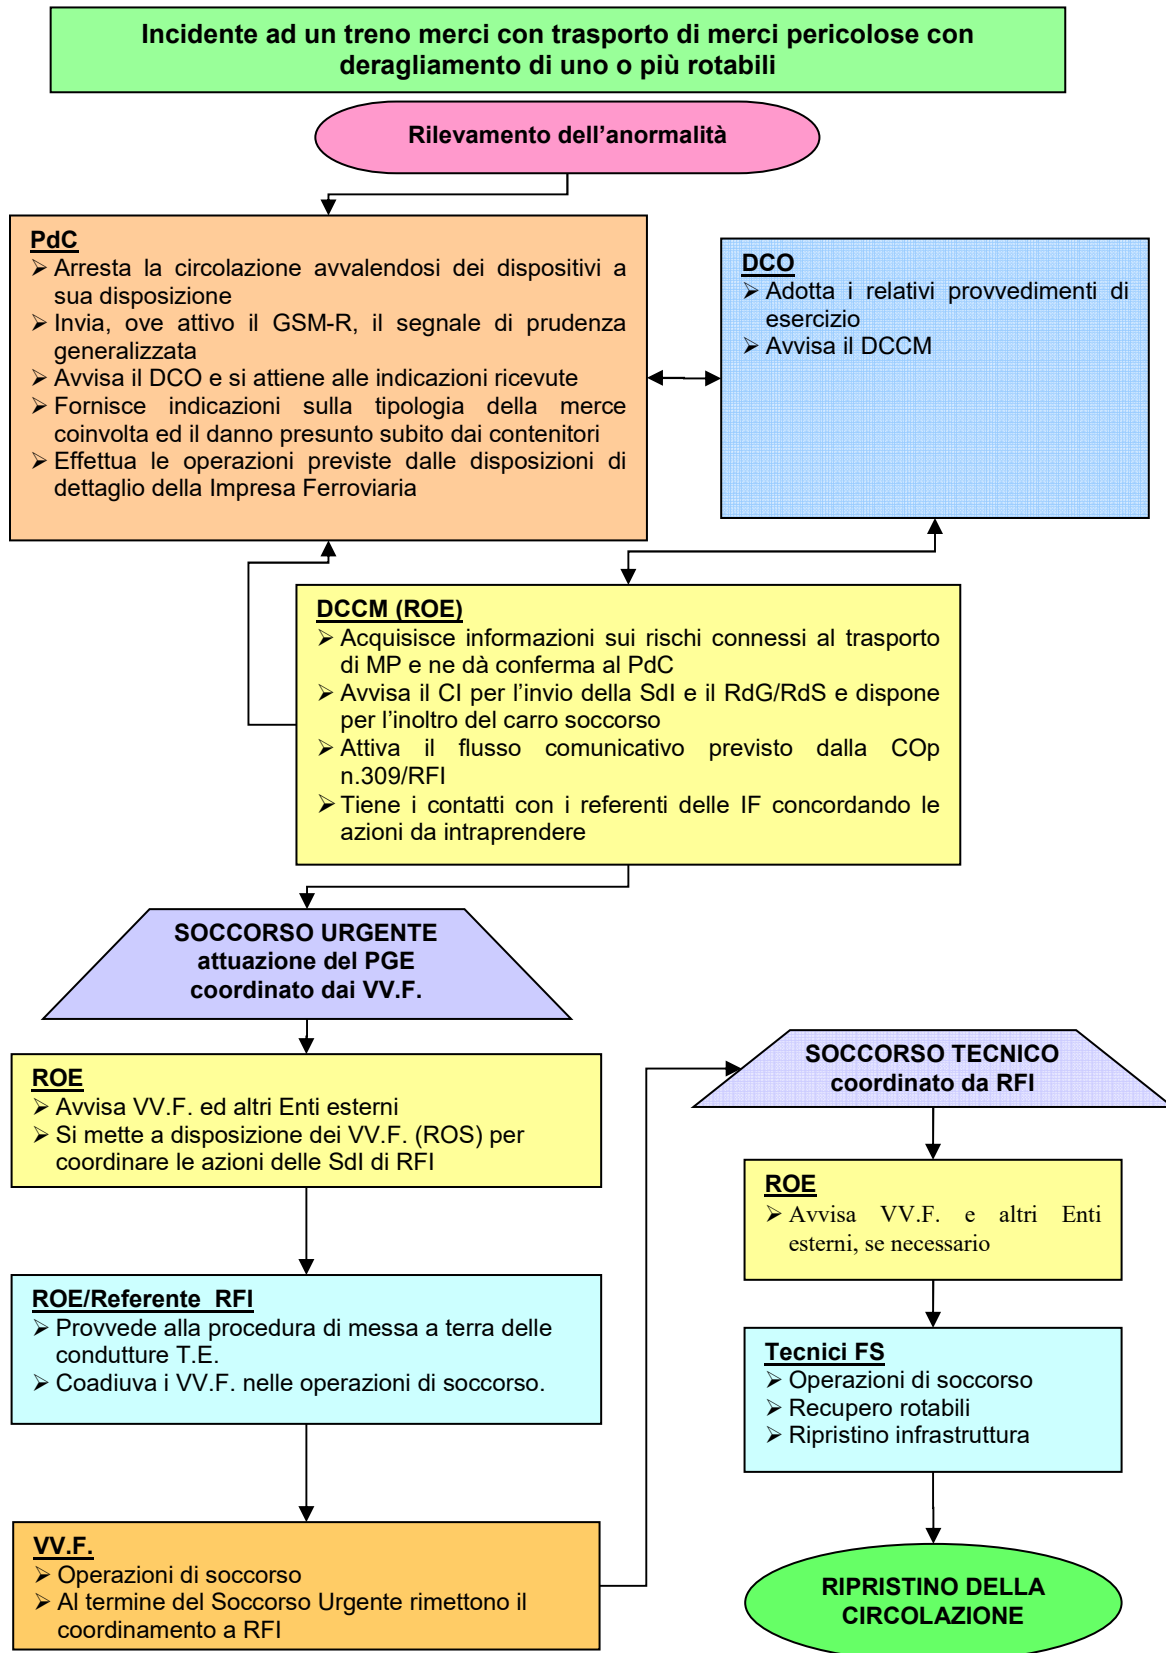 Incidente ad un treno merci con trasporto di merci pericolose con
deragliamento di uno o più rotabili
Rilevamento dell’anormalità
PdC
➢ Arresta la circolazione avvalendosi dei dispositivi a
sua disposizione
➢ Invia, ove attivo il GSM-R, il segnale di prudenza
generalizzata
➢ Avvisa il DCO e si attiene alle indicazioni ricevute
➢ Fornisce indicazioni sulla tipologia della merce
coinvolta ed il danno presunto subito dai contenitori
➢ Effettua le operazioni previste dalle disposizioni di
dettaglio della Impresa Ferroviaria
DCO
➢ Adotta i relativi provvedimenti di
esercizio
➢ Avvisa il DCCM
DCCM (ROE)
➢ Acquisisce informazioni sui rischi connessi al trasporto
di MP e ne dà conferma al PdC
➢ Avvisa il CI per l’invio della SdI e il RdG/RdS e dispone
per l’inoltro del carro soccorso
➢ Attiva il flusso comunicativo previsto dalla COp
n.309/RFI
➢ Tiene i contatti con i referenti delle IF concordando le
azioni da intraprendere
SOCCORSO URGENTE
attuazione del PGE
coordinato dai VV.F.
ROE
➢ Avvisa VV.F. ed altri Enti esterni
➢ Si mette a disposizione dei VV.F. (ROS) per
coordinare le azioni delle SdI di RFI
ROE/Referente RFI
➢ Provvede alla procedura di messa a terra delle
condutture T.E.
➢ Coadiuva i VV.F. nelle operazioni di soccorso.
VV.F.
➢ Operazioni di soccorso
➢ Al termine del Soccorso Urgente rimettono il
coordinamento a RFI
SOCCORSO TECNICO
coordinato da RFI
ROE
➢ Avvisa VV.F. e altri Enti
esterni, se necessario
Tecnici FS
➢ Operazioni di soccorso
➢ Recupero rotabili
➢ Ripristino infrastruttura
RIPRISTINO DELLA
CIRCOLAZIONE